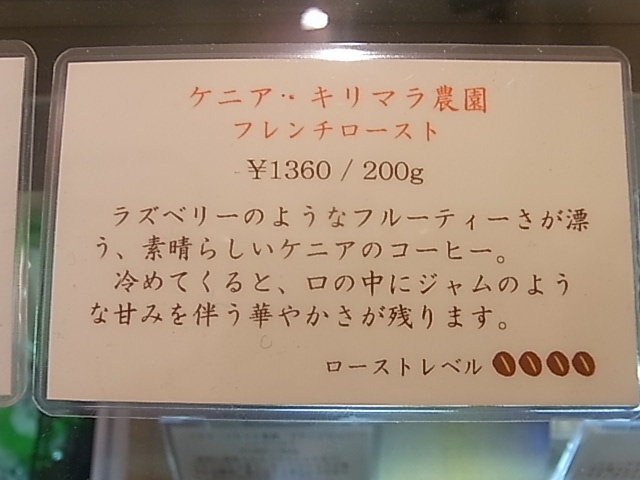 ケニア・・キリマラ農園
フレンチロースト
¥1360 / 200g
ラズベリーのようなフルーティーさが漂
う、素晴らしいケニアのコーヒー。
冷めてくると、口の中にジャムのよう
な甘みを伴う華やかさが残ります。
ローストレベル